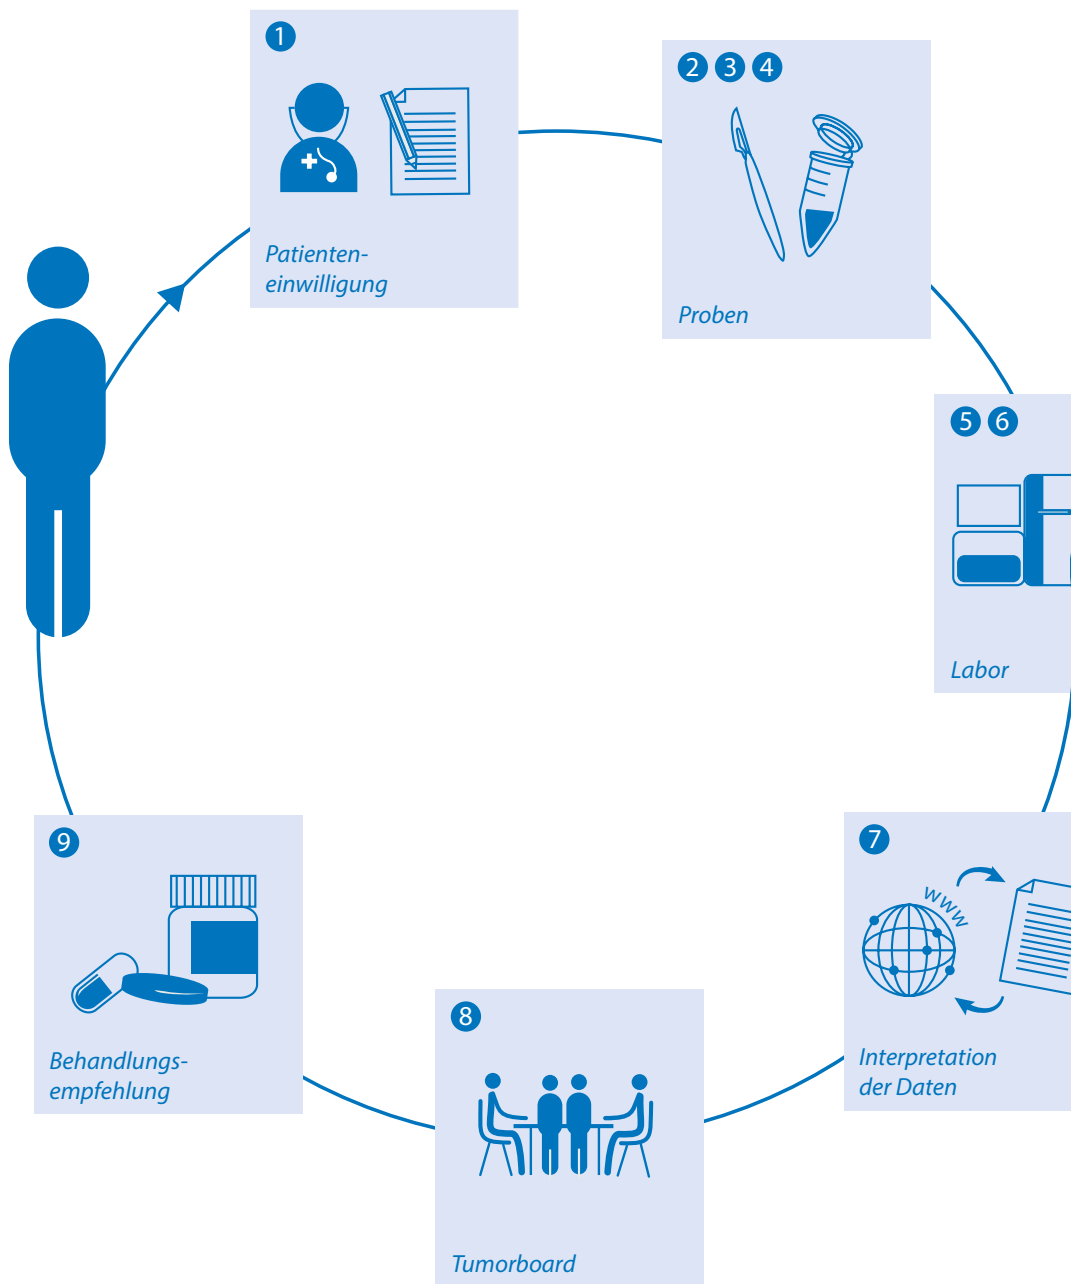 1
Patienten-
einwilligung
2 3 4
Proben
5 6
Labor
7
www
Interpretation
der Daten
8
Tumorboard
9
Behandlungs-
empfehlung